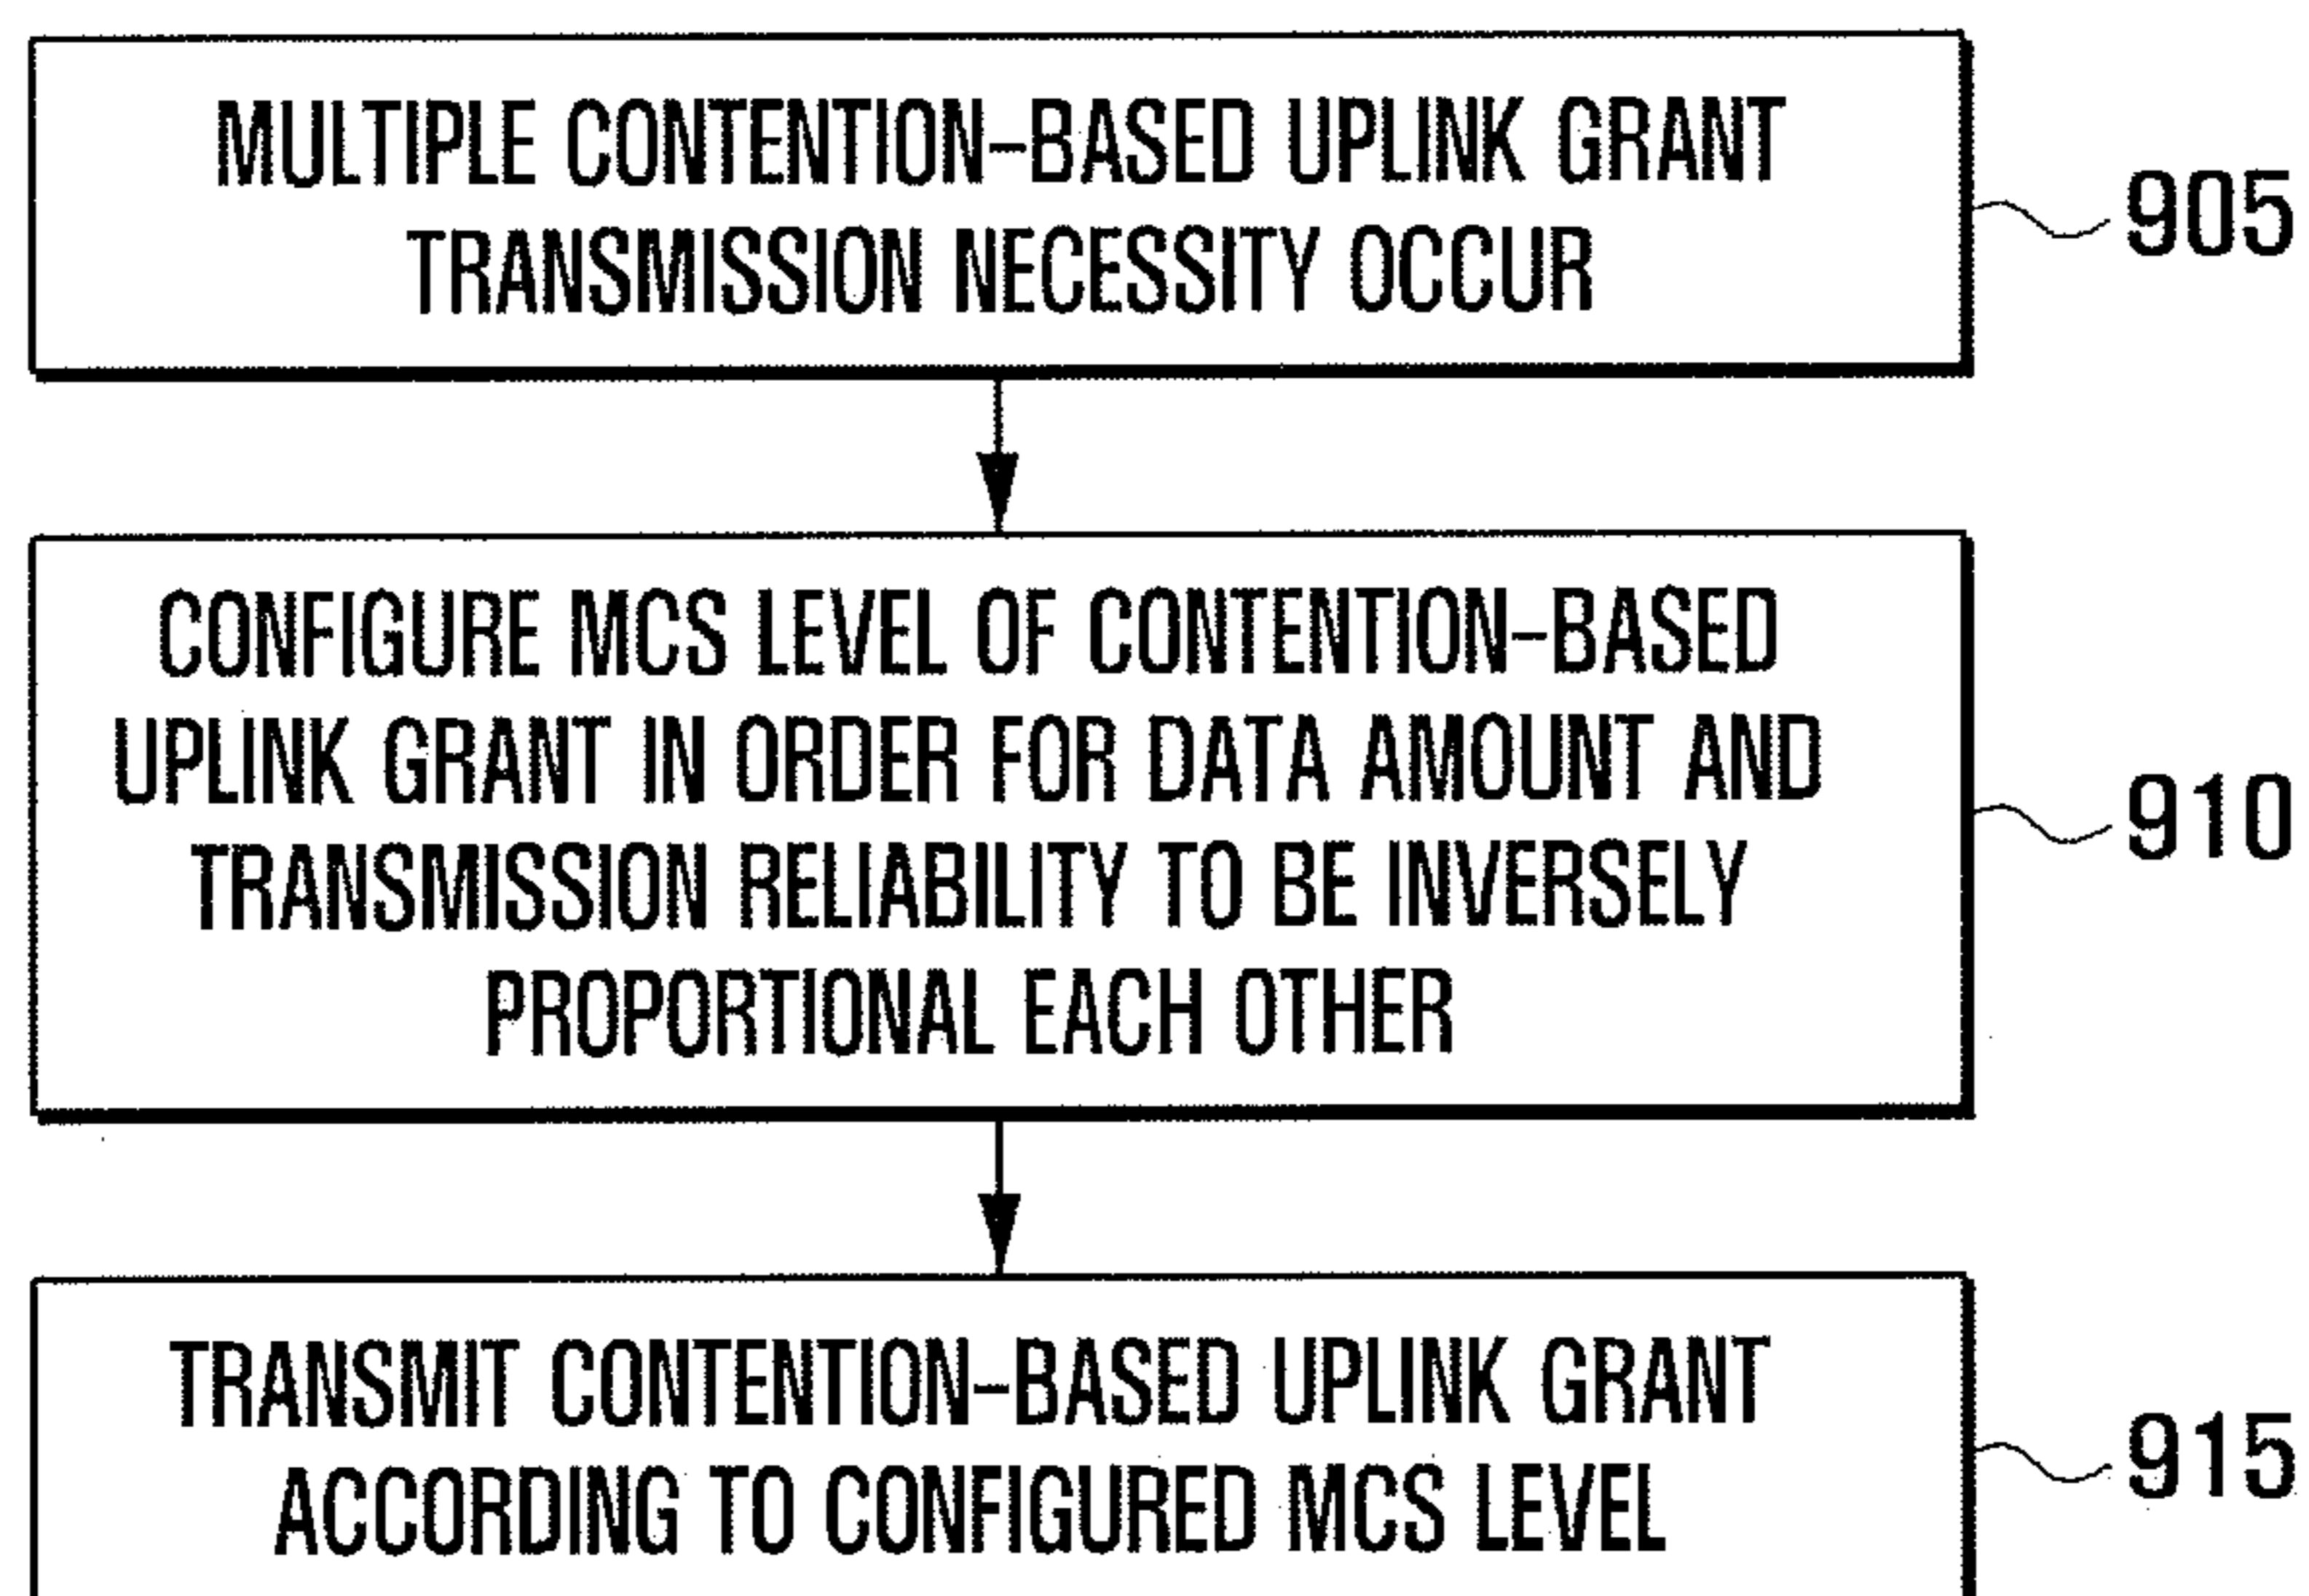 MULTIPLE CONTENTION-BASED UPLINK GRANT
TRANSMISSION NECESSITY OCCUR
905
CONFIGURE MCS LEVEL OF CONTENTION-BASED
UPLINK GRANT IN ORDER FOR DATA AMOUNT AND
TRANSMISSION RELIABILITY TO BE INVERSELY
PROPORTIONAL EACH OTHER
910
TRANSMIT CONTENTION-BASED UPLINK GRANT
ACCORDING TO CONFIGURED MCS LEVEL
915